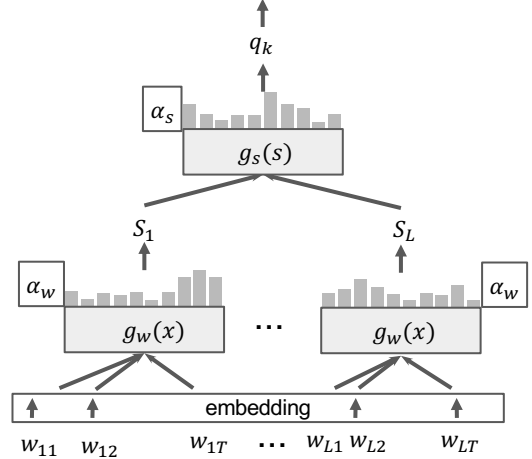 q_k
α_s
g_s(s)
S_1 S_L
α_w α_w
g_w(x) ... g_w(x)
embedding
w_11 w_12 w_1T ... w_L1 w_L2 w_LT